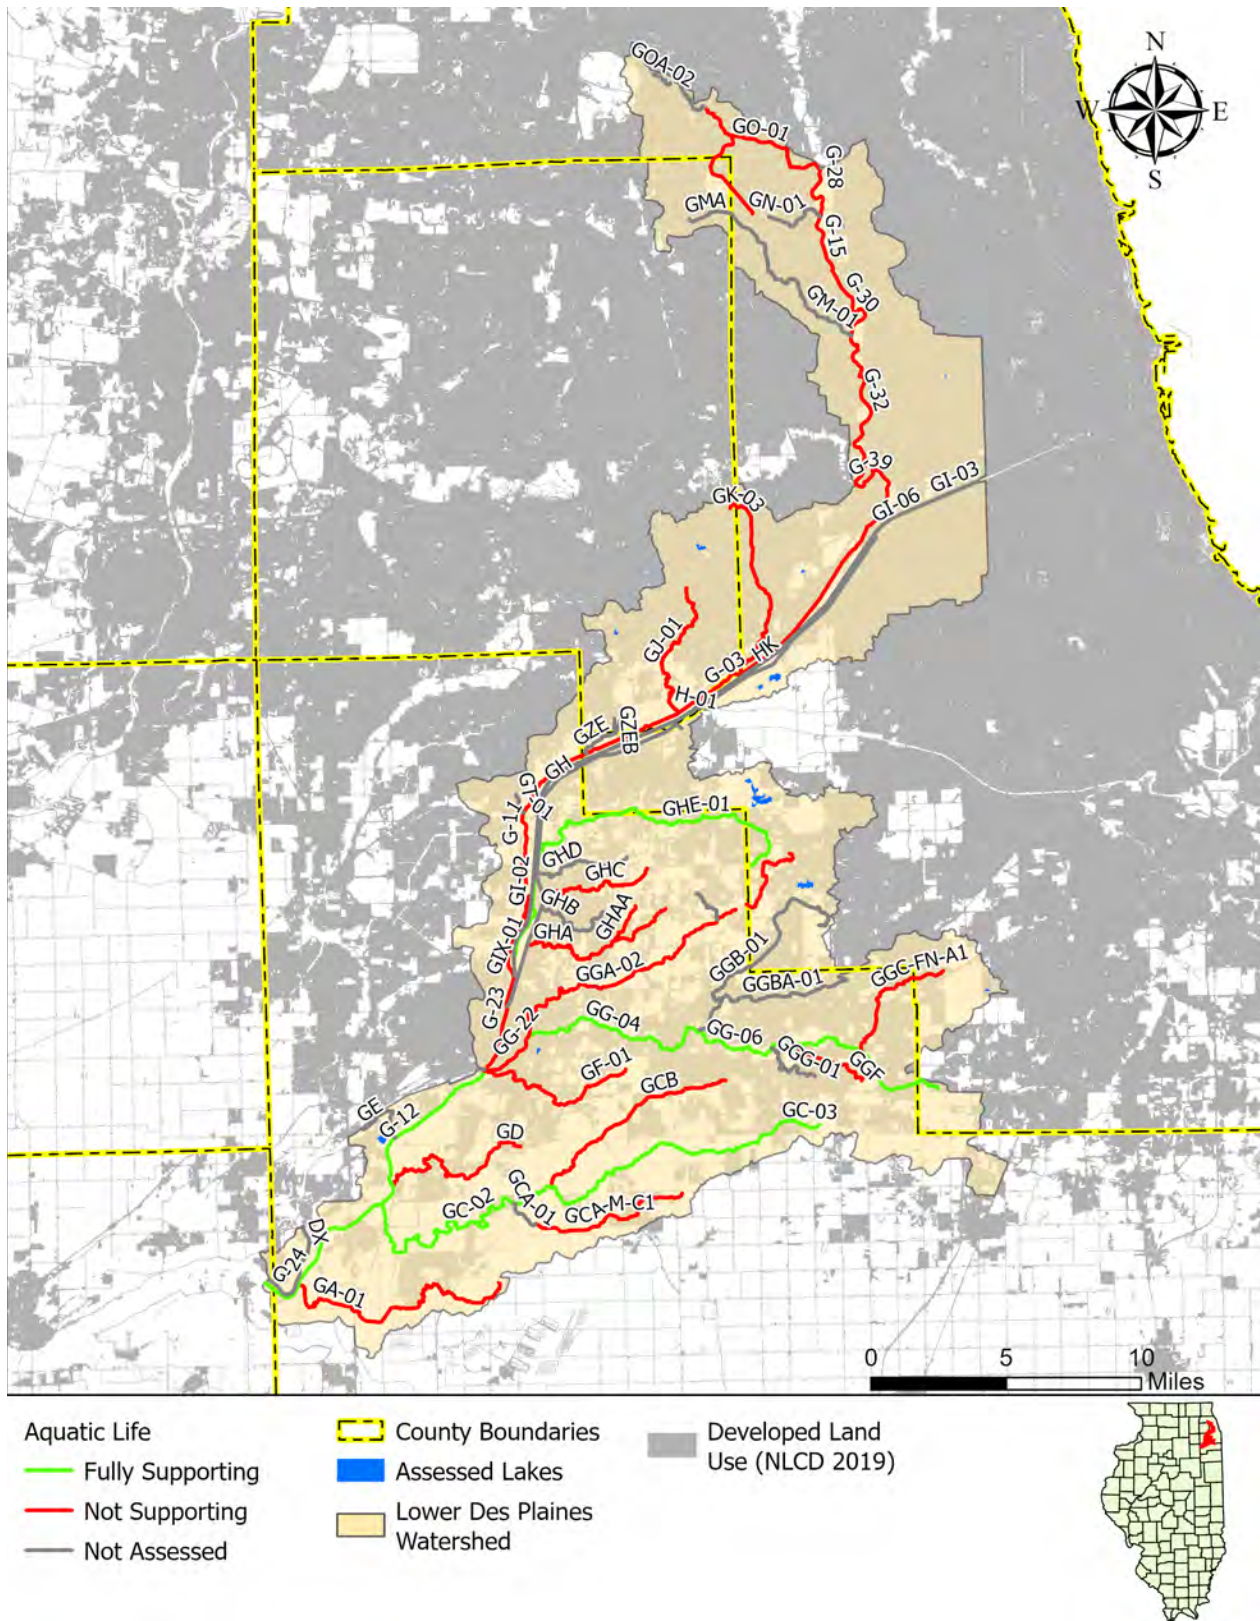 N
W
E
S
GOA-02
GO-01
G-28
GMA
GN-01
G-15
G-30
GM-01
G-32
G-39
GK-03
GI-06
GI-03
GJ-01
G-03
HK
H-01
GZE
GZEB
GH
G7-01
G-11
GHE-01
GHD
GI-02
GHC
GHB
GHAA
GHA
GIX-01
GGA-02
GGB-01
GGC-FN-A1
GGBA-01
G-23
GG-22
GG-04
GG-06
GGG-01
GGF
GF-01
GCB
GE
G-12
GC-03
GD
GC-02
GCA-01
GCA-M-C1
DX
G-24
GA-01
0 5 10
Miles
Aquatic Life
Fully Supporting
Not Supporting
Not Assessed
County Boundaries
Assessed Lakes
Lower Des Plaines
Watershed
Developed Land
Use (NLCD 2019)